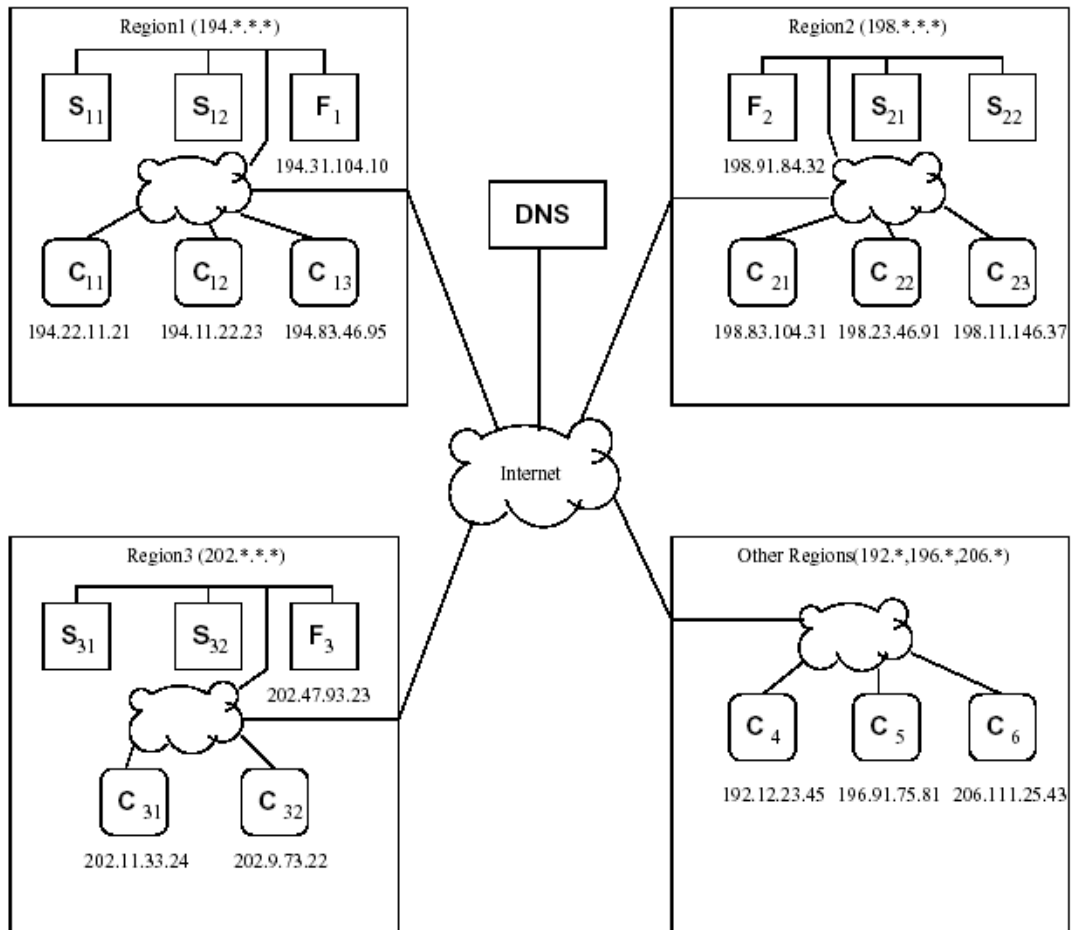 Region1 (194.*.*.*)
S11 S12 F1
194.31.104.10
C11 C12 C13
194.22.11.21 194.11.22.23 194.83.46.95
Region2 (198.*.*.*)
F2 S21 S22
198.91.84.32
C21 C22 C23
198.83.104.31 198.23.46.91 198.11.146.37
DNS
Internet
Region3 (202.*.*.*)
S31 S32 F3
202.47.93.23
C31 C32
202.11.33.24 202.9.73.22
Other Regions(192.*,196.*,206.*)
C4 C5 C6
192.12.23.45 196.91.75.81 206.111.25.43